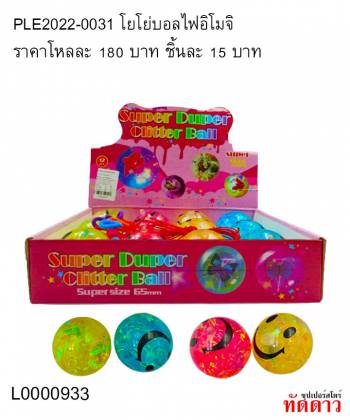 PLE2022-0031 โยโย่บอลไฟอิโมจิ
ราคาโหลละ 180 บาท ชิ้นละ 15 บาท
Super Duper
Glitter Ball
Super
Super Duper
Glitter Ball
Super size 65mm
L0000933
ซุปเปอร์สโตร์
ทัดดาว